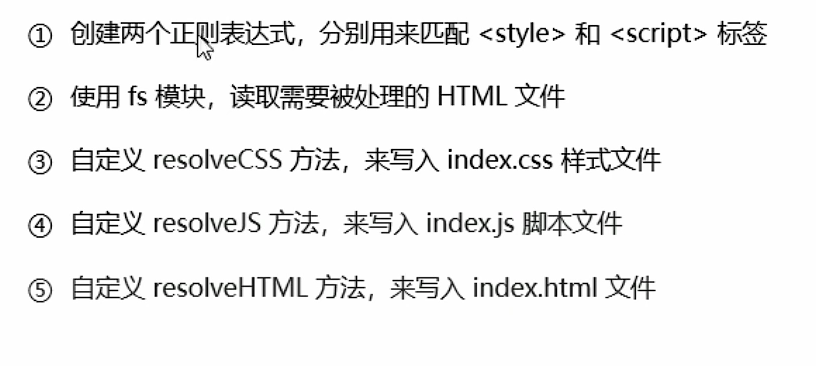 ① 创建两个正则表达式，分别用来匹配 <style> 和 <script> 标签
② 使用 fs 模块，读取需要被处理的 HTML 文件
③ 自定义 resolveCSS 方法，来写入 index.css 样式文件
④ 自定义 resolveJS 方法，来写入 index.js 脚本文件
⑤ 自定义 resolveHTML 方法，来写入 index.html 文件